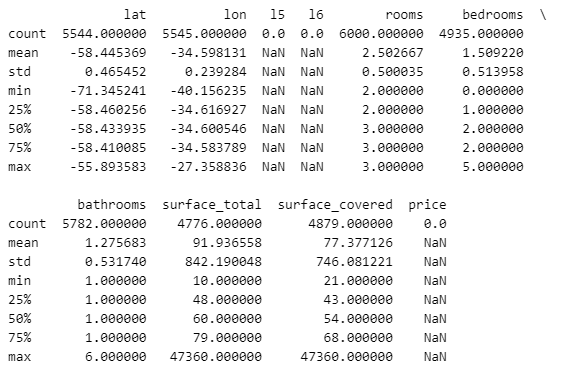 lat lon l5 l6 rooms bedrooms \
count 5544.000000 5545.000000 0.0 0.0 6000.000000 4935.000000
mean -58.445369 -34.598131 NaN NaN 2.502667 1.509220
std 0.465452 0.239284 NaN NaN 0.500035 0.513958
min -71.345241 -40.156235 NaN NaN 2.000000 0.000000
25% -58.460256 -34.616927 NaN NaN 2.000000 1.000000
50% -58.433935 -34.600546 NaN NaN 3.000000 2.000000
75% -58.410085 -34.583789 NaN NaN 3.000000 2.000000
max -55.893583 -27.358836 NaN NaN 3.000000 5.000000
bathrooms surface_total surface_covered price
count 5782.000000 4776.000000 4879.000000 0.0
mean 1.275683 91.936558 77.377126 NaN
std 0.531740 842.190048 746.081221 NaN
min 1.000000 10.000000 21.000000 NaN
25% 1.000000 48.000000 43.000000 NaN
50% 1.000000 60.000000 54.000000 NaN
75% 1.000000 79.000000 68.000000 NaN
max 6.000000 47360.000000 47360.000000 NaN